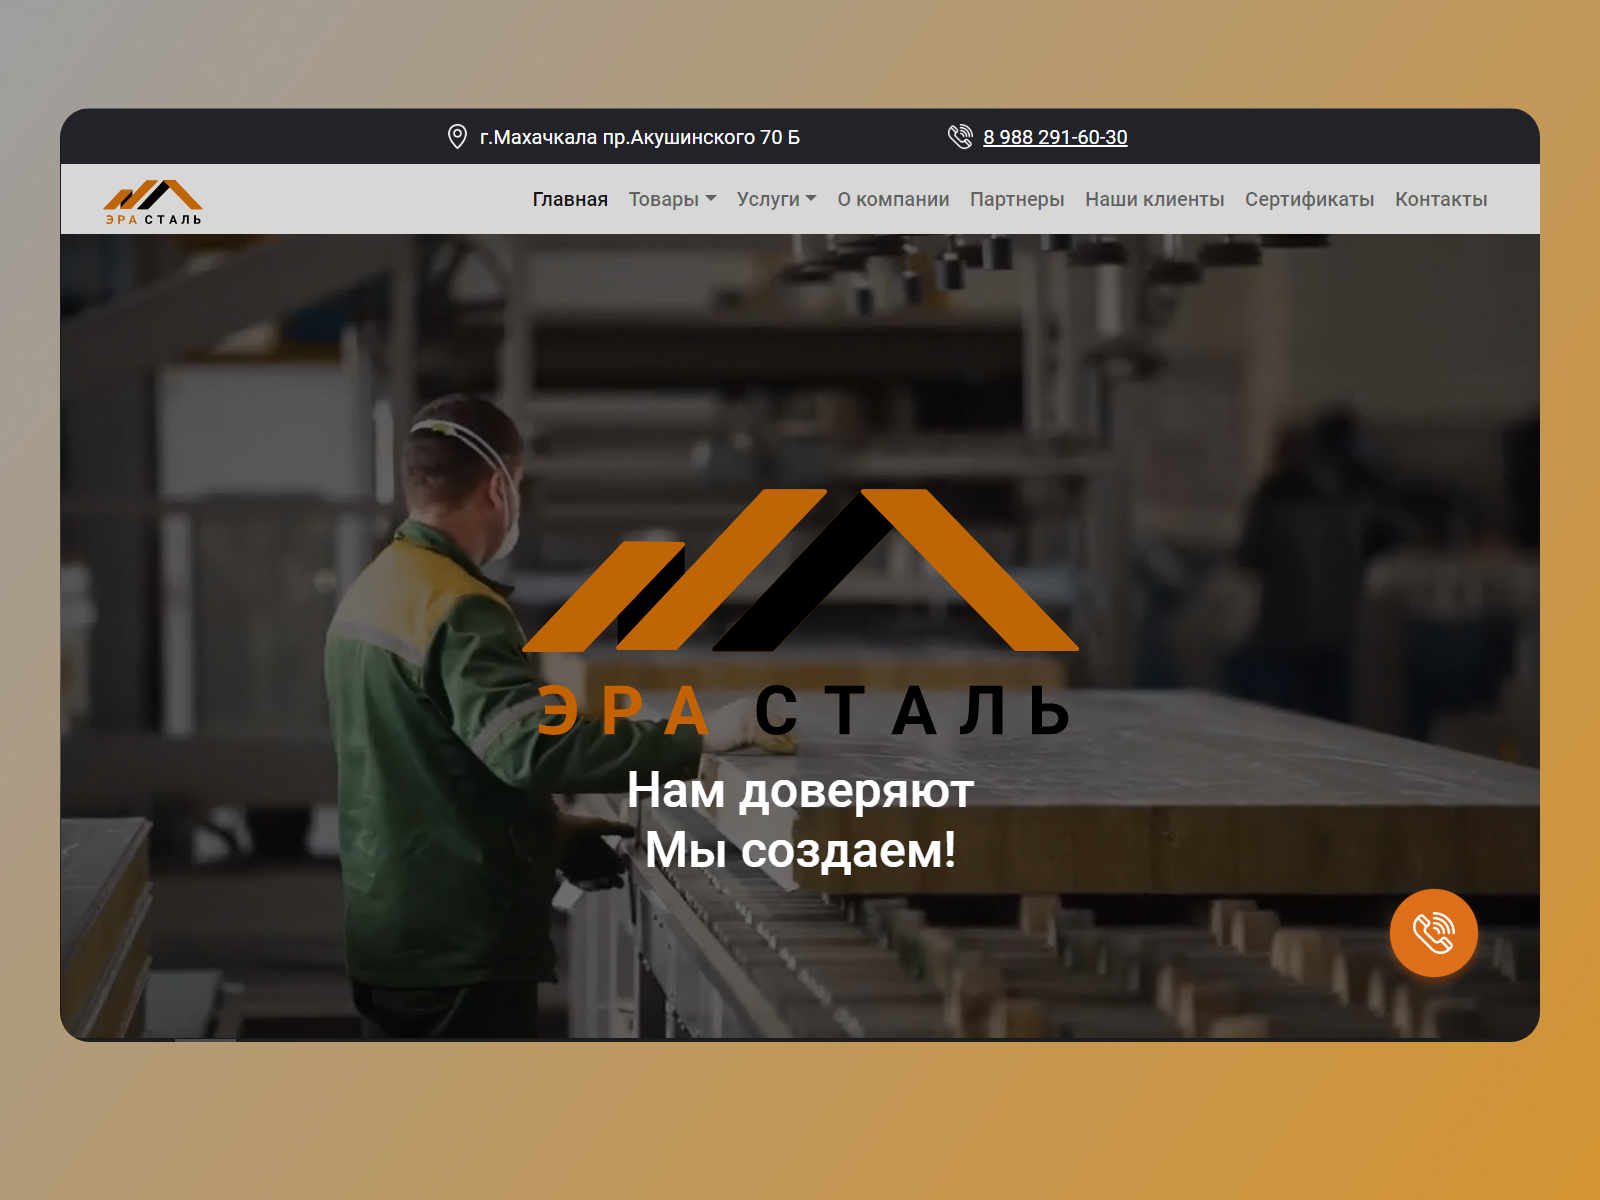 г.Махачкала пр.Акушинского 70 Б
8 988 291-60-30
ЭРА СТАЛЬ
Главная Товары Услуги О компании Партнеры Наши клиенты Сертификаты Контакты
ЭРА СТАЛЬ
Нам доверяют
Мы создаем!